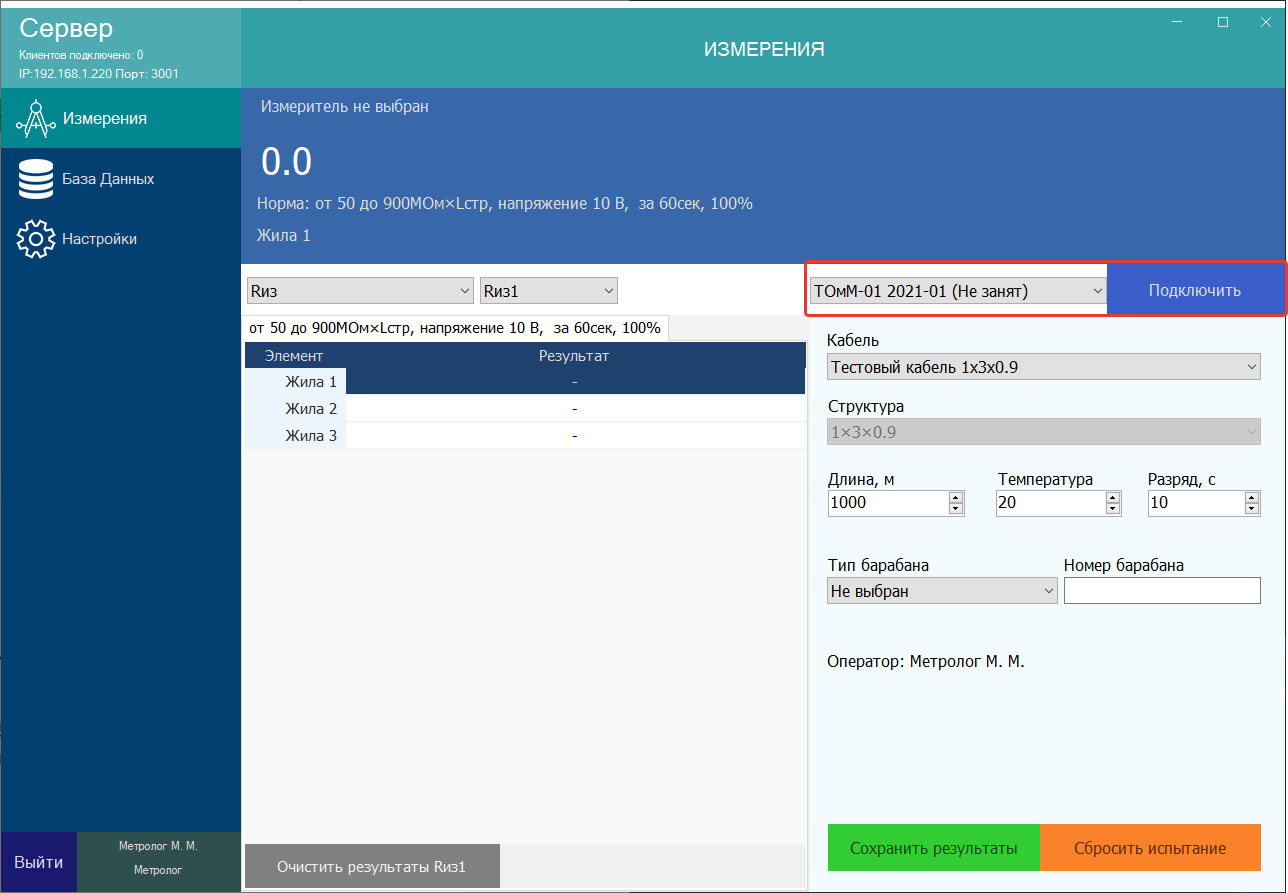 Сервер
Клиентов подключено: 0
IP:192.168.1.220 Порт: 3001
ИЗМЕРЕНИЯ
Измерения
База Данных
Настройки
Измеритель не выбран
0.0
Норма: от 50 до 900МОм×Lстр, напряжение 10 В, за 60сек, 100%
Жила 1
Rиз
Rиз1
ТОмМ-01 2021-01 (Не занят)
Подключить
от 50 до 900МОм×Lстр, напряжение 10 В, за 60сек, 100%
Элемент Результат
Жила 1 -
Жила 2 -
Жила 3 -
Кабель
Тестовый кабель 1x3x0.9
Структура
1×3×0.9
Длина, м Температура Разряд, с
1000 20 10
Тип барабана Номер барабана
Не выбран
Оператор: Метролог М. М.
Сохранить результаты Сбросить испытание
Очистить результаты Rиз1
Выйти
Метролог М. М.
Метролог